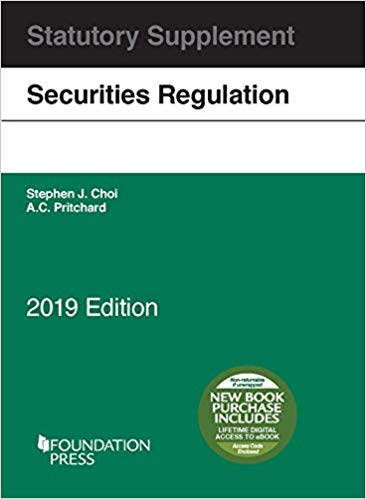 Statutory Supplement
Securities Regulation
Stephen J. Choi
A.C. Pritchard
2019 Edition
Non-returnable
if unwrapped
NEW BOOK
PURCHASE
INCLUDES
LIFETIME DIGITAL
ACCESS TO eBOOK
Access Code
Enclosed
FOUNDATION
PRESS